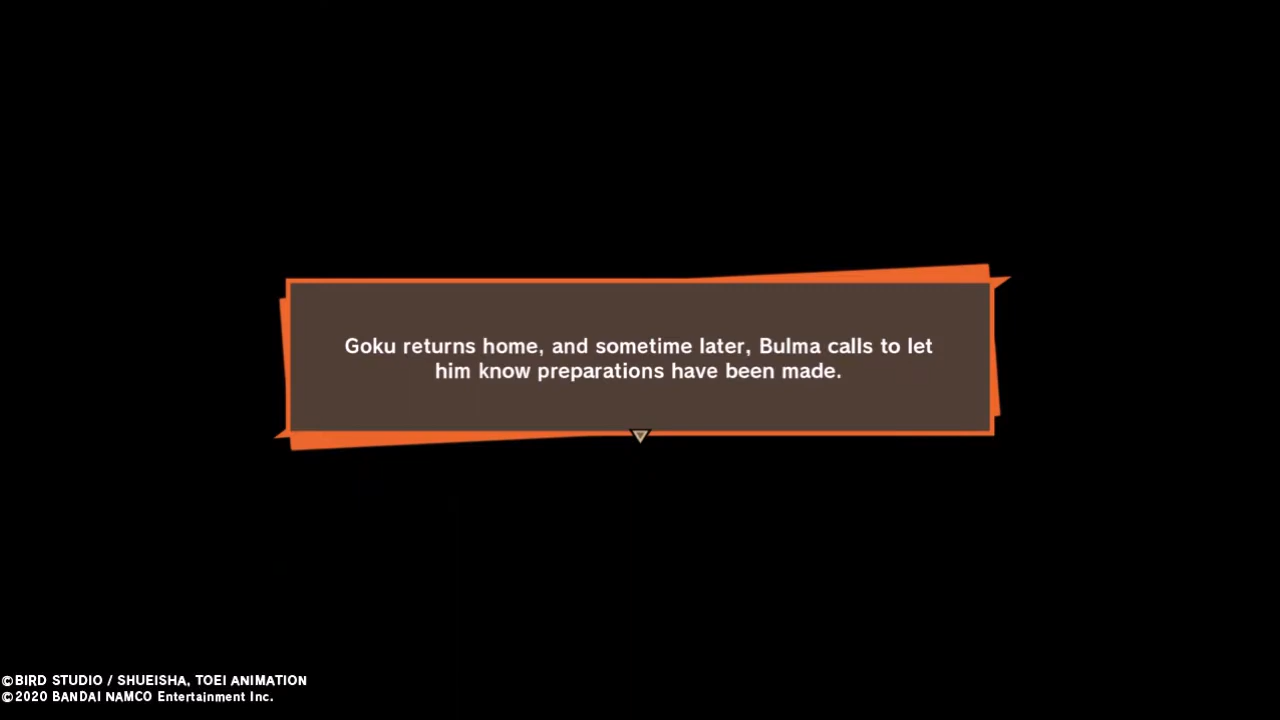 Goku returns home, and sometime later, Bulma calls to let
him know preparations have been made.
©BIRD STUDIO / SHUEISHA, TOEI ANIMATION
©2020 BANDAI NAMCO Entertainment Inc.